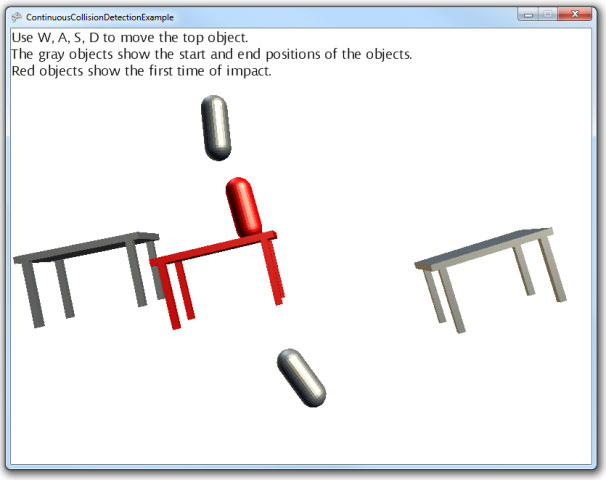 ContinuousCollisionDetectionExample
Use W, A, S, D to move the top object.
The gray objects show the start and end positions of the objects.
Red objects show the first time of impact.